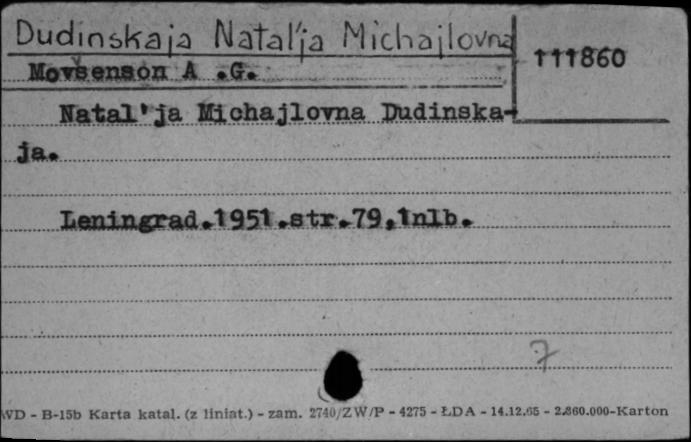 Dudinskaja Natal'ja Michajlovna
111860
Movšenson A .G.
Natal'ja Michajlovna Dudinska-
ja.
Leningrad.1951.str.79,1nlb.
7
WD - B-15b Karta katal. (z liniat.) - zam. 2740/ZW/P - 4275 - ŁDA - 14.12.65 - 2.860.000-Karton